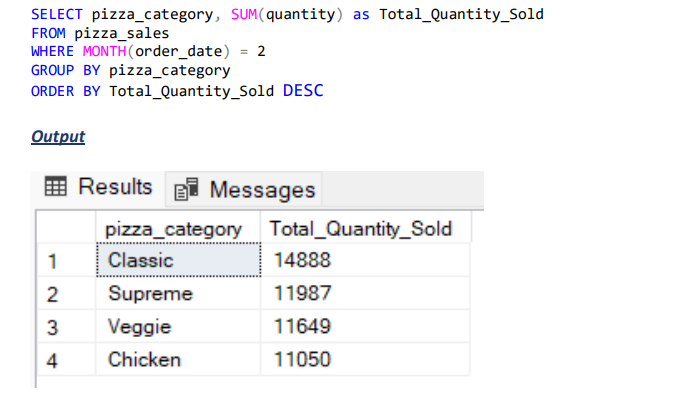 SELECT pizza_category, SUM(quantity) as Total_Quantity_Sold
FROM pizza_sales
WHERE MONTH(order_date) = 2
GROUP BY pizza_category
ORDER BY Total_Quantity_Sold DESC
Output
Results Messages
pizza_category Total_Quantity_Sold
1 Classic 14888
2 Supreme 11987
3 Veggie 11649
4 Chicken 11050